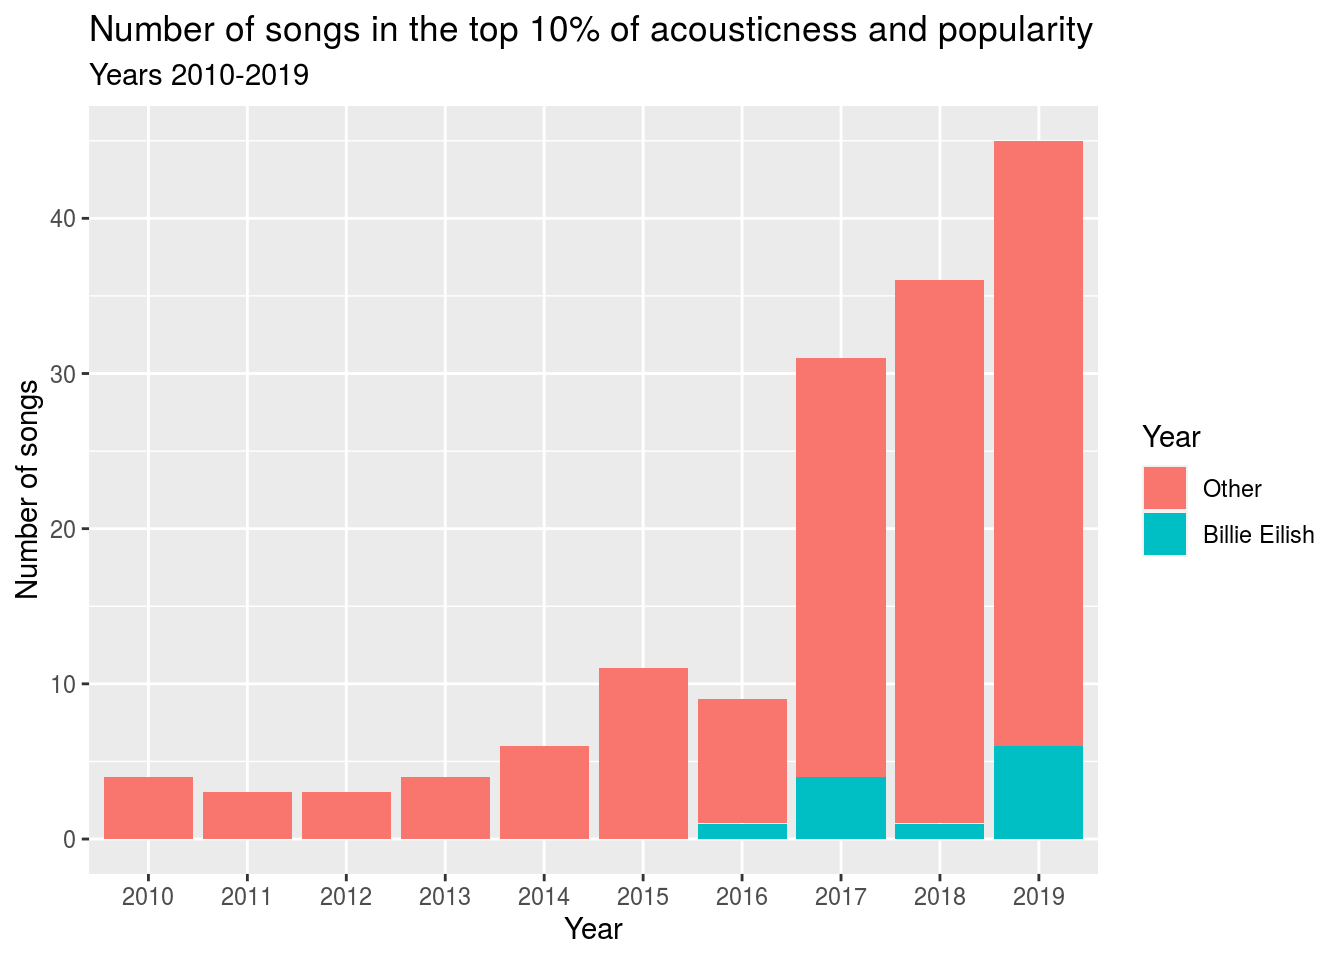 Number of songs in the top 10% of acousticness and popularity
Years 2010-2019
Number of songs
40
30
20
10
0
2010 2011 2012 2013 2014 2015 2016 2017 2018 2019
Year
Year
Other
Billie Eilish